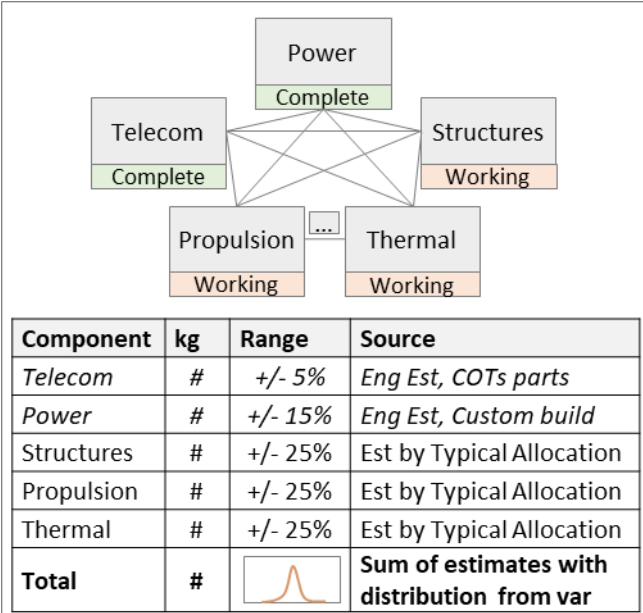 Power
Complete
Telecom
Complete
Structures
Working
Propulsion
Working
...
Thermal
Working
Component kg Range Source
Telecom # +/- 5% Eng Est, COTs parts
Power # +/- 15% Eng Est, Custom build
Structures # +/- 25% Est by Typical Allocation
Propulsion # +/- 25% Est by Typical Allocation
Thermal # +/- 25% Est by Typical Allocation
Total # Sum of estimates with
distribution from var